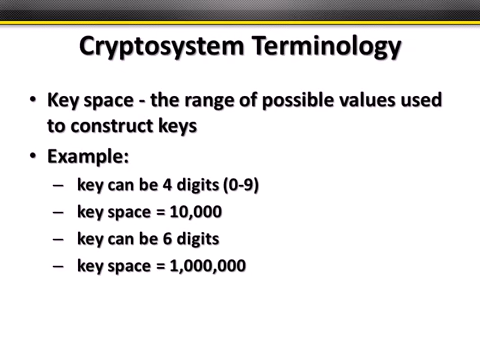 Cryptosystem Terminology
• Key space - the range of possible values used
to construct keys
• Example:
– key can be 4 digits (0-9)
– key space = 10,000
– key can be 6 digits
– key space = 1,000,000